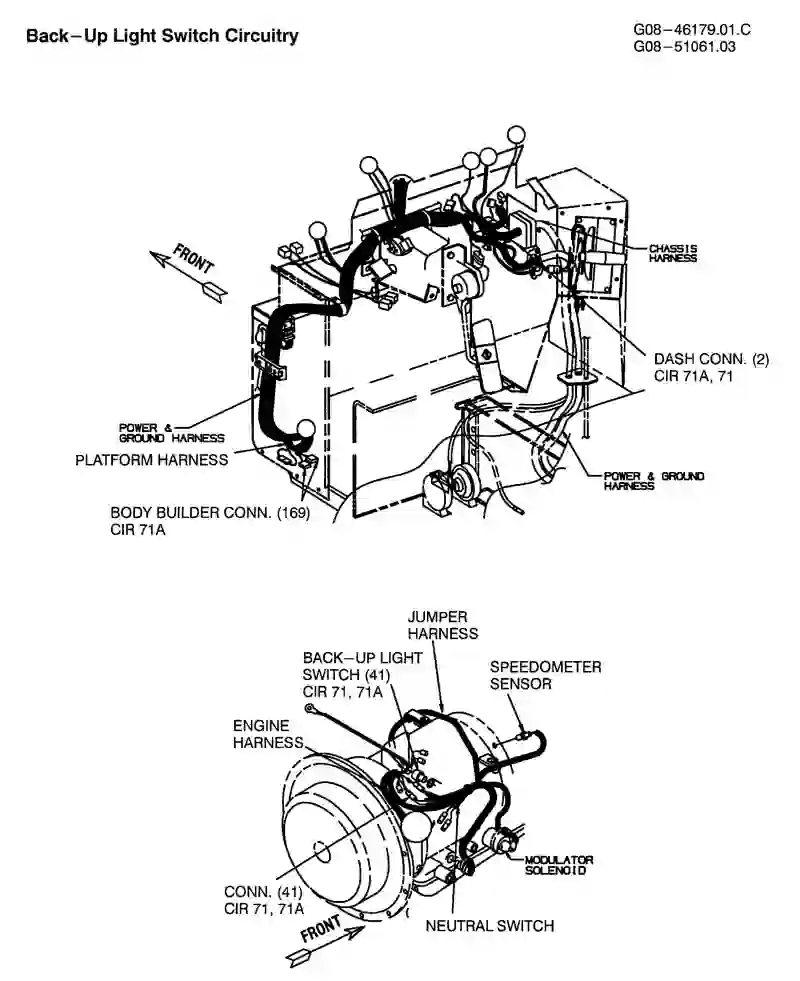 Back–Up Light Switch Circuitry
G08–46179.01.C
G08–51061.03
FRONT
CHASSIS
HARNESS
DASH CONN. (2)
CIR 71A, 71
POWER &
GROUND HARNESS
PLATFORM HARNESS
POWER & GROUND
HARNESS
BODY BUILDER CONN. (169)
CIR 71A
JUMPER
HARNESS
BACK–UP LIGHT
SWITCH (41)
CIR 71, 71A
SPEEDOMETER
SENSOR
ENGINE
HARNESS
MODULATOR
SOLENOID
CONN. (41)
CIR 71, 71A
NEUTRAL SWITCH
FRONT